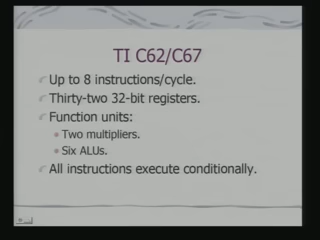 TI C62/C67
Up to 8 instructions/cycle.
Thirty-two 32-bit registers.
Function units:
Two multipliers.
Six ALUs.
All instructions execute conditionally.